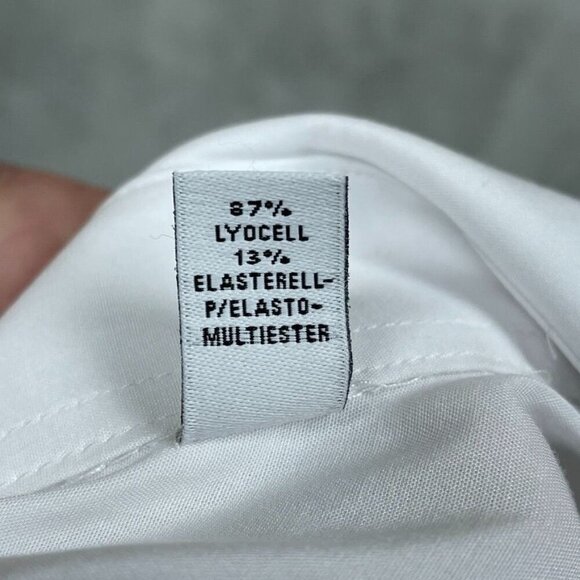 87%
LYOCELL
13%
ELASTERELL-
P/ELASTO-
MULTIESTER